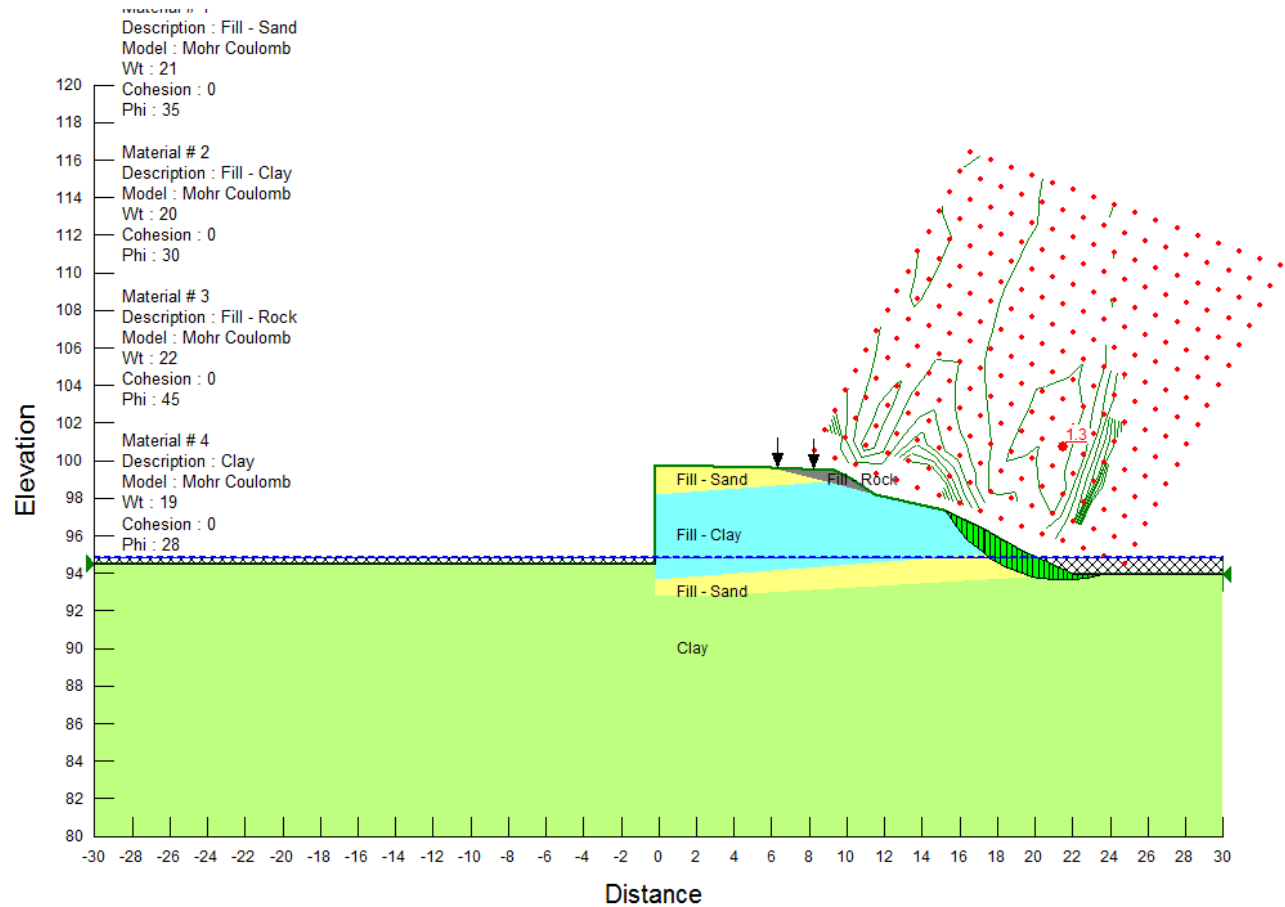 Material # 1
Description : Fill - Sand
Model : Mohr Coulomb
Wt : 21
Cohesion : 0
Phi : 35
Material # 2
Description : Fill - Clay
Model : Mohr Coulomb
Wt : 20
Cohesion : 0
Phi : 30
Material # 3
Description : Fill - Rock
Model : Mohr Coulomb
Wt : 22
Cohesion : 0
Phi : 45
Material # 4
Description : Clay
Model : Mohr Coulomb
Wt : 19
Cohesion : 0
Phi : 28
120
118
116
114
112
110
108
106
104
102
100
98
96
94
92
90
88
86
84
82
80
Elevation
1.3
Fill - Sand
Fill - Rock
Fill - Clay
Fill - Sand
Clay
-30 -28 -26 -24 -22 -20 -18 -16 -14 -12 -10 -8 -6 -4 -2 0 2 4 6 8 10 12 14 16 18 20 22 24 26 28 30
Distance